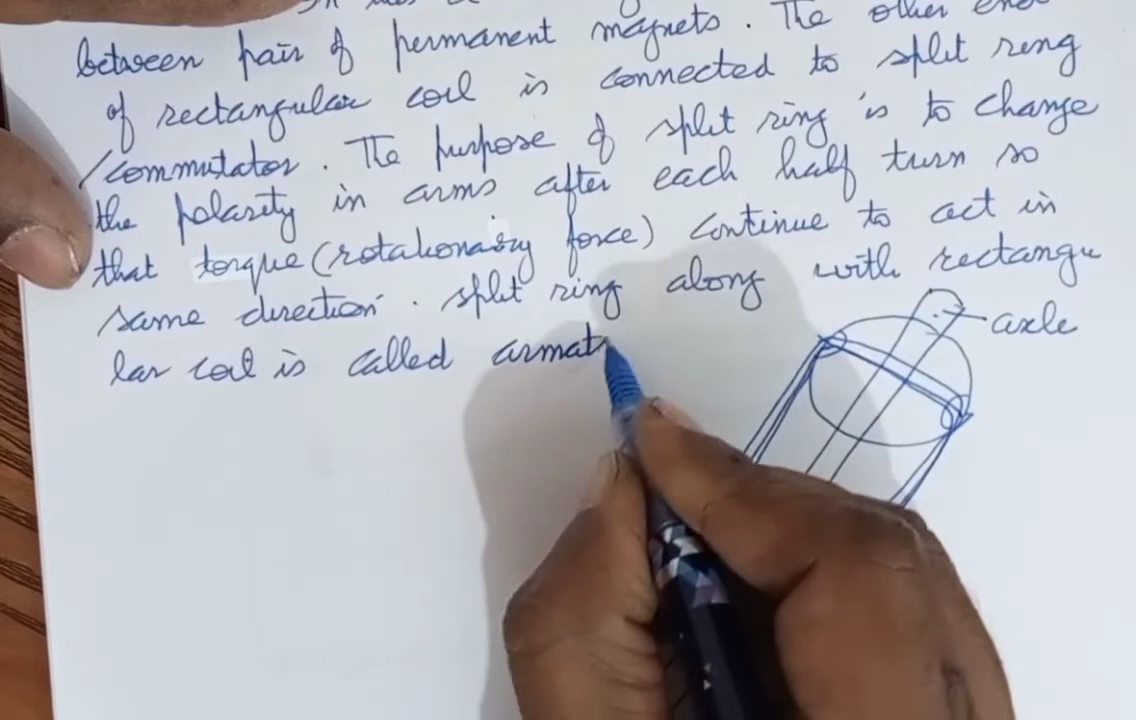 between pair of permanent magnets. The other end
of rectangular coil is connected to split reng
/commutator. The purpose of split ring is to change
the polarity in arms after each half turn so
that torque (rotationary force) continue to act in
same direction. split ring along with rectangu
lar coil is called armat
axle